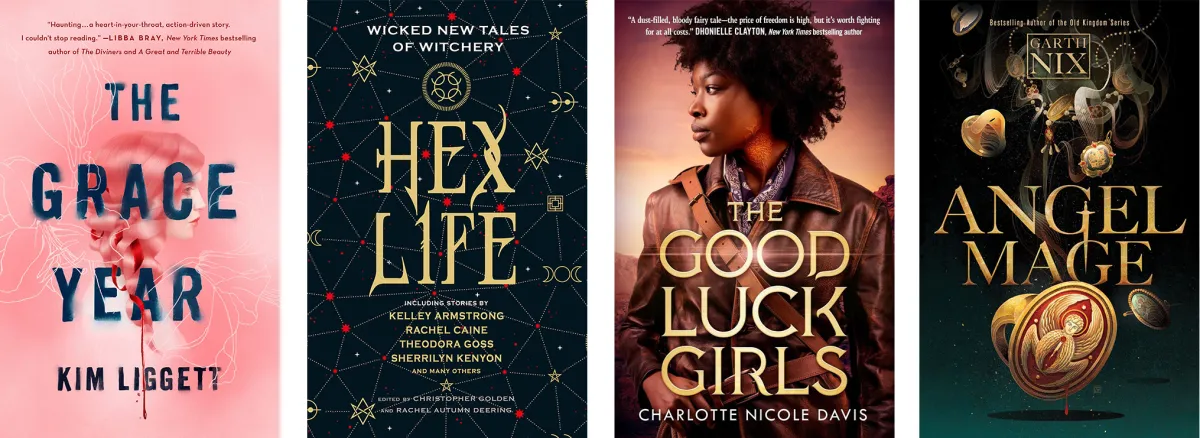 "Haunting...a heart-in-your-throat, action-driven story.
I couldn't stop reading." —LIBBA BRAY, New York Times bestselling
author of The Diviners and A Great and Terrible Beauty
THE
GRACE
YEAR
KIM LIGGETT
WICKED NEW TALES
OF WITCHERY
HEX
L1FE
INCLUDING STORIES BY
KELLEY ARMSTRONG
RACHEL CAINE
THEODORA GOSS
SHERRILYN KENYON
AND MANY OTHERS
EDITED BY CHRISTOPHER GOLDEN
AND RACHEL AUTUMN DEERING
"A dust-filled, bloody fairy tale—the price of freedom is high, but it's worth fighting
for at all costs." DHONIELLE CLAYTON, New York Times bestselling author
THE
GOOD
LUCK
GIRLS
CHARLOTTE NICOLE DAVIS
Bestselling Author of the Old Kingdom Series
GARTH
NIX
ANGEL
MAGE